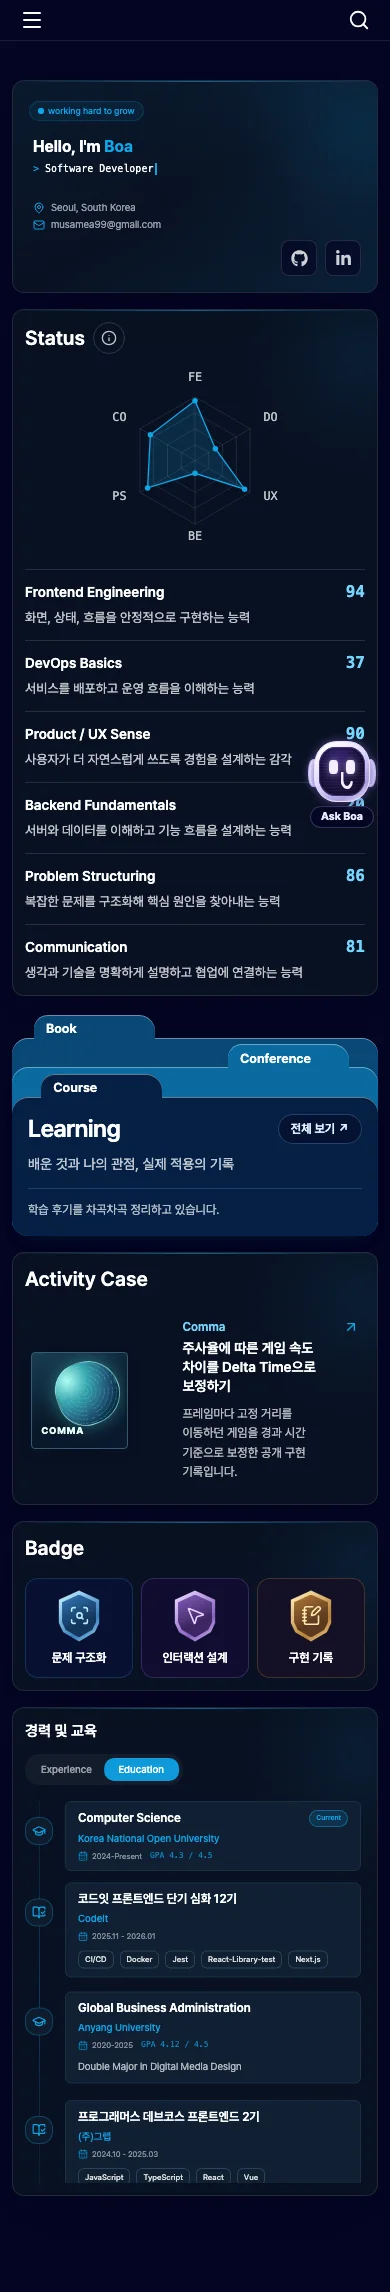 working hard to grow
Hello, I'm Boa
> Software Developer
Seoul, South Korea
musamea99@gmail.com
Status
FE
CO
DO
PS
UX
BE
Frontend Engineering 94
화면, 상태, 흐름을 안정적으로 구현하는 능력
DevOps Basics 37
서비스를 배포하고 운영 흐름을 이해하는 능력
Product / UX Sense 90
사용자가 더 자연스럽게 쓰도록 경험을 설계하는 감각
Backend Fundamentals
Ask Boa
서버와 데이터를 이해하고 기능 흐름을 설계하는 능력
Problem Structuring 86
복잡한 문제를 구조화해 핵심 원인을 찾아내는 능력
Communication 81
생각과 기술을 명확하게 설명하고 협업에 연결하는 능력
Book
Conference
Course
Learning
전체 보기 ↗
배운 것과 나의 관점, 실제 적용의 기록
학습 후기를 차곡차곡 정리하고 있습니다.
Activity Case
COMMA
Comma
주사율에 따른 게임 속도
차이를 Delta Time으로
보정하기
프레임마다 고정 거리를
이동하던 게임을 경과 시간
기준으로 보정한 공개 구현
기록입니다.
Badge
문제 구조화
인터랙션 설계
구현 기록
경력 및 교육
Experience
Education
Computer Science
Current
Korea National Open University
2024-Present GPA 4.3 / 4.5
코드잇 프론트엔드 단기 심화 12기
Codeit
2025.11 - 2026.01
CI/CD Docker Jest React-Library-test Next.js
Global Business Administration
Anyang University
2020-2025 GPA 4.12 / 4.5
Double Major in Digital Media Design
프로그래머스 데브코스 프론트엔드 2기
(주)그렙
2024.10 - 2025.03
JavaScript TypeScript React Vue